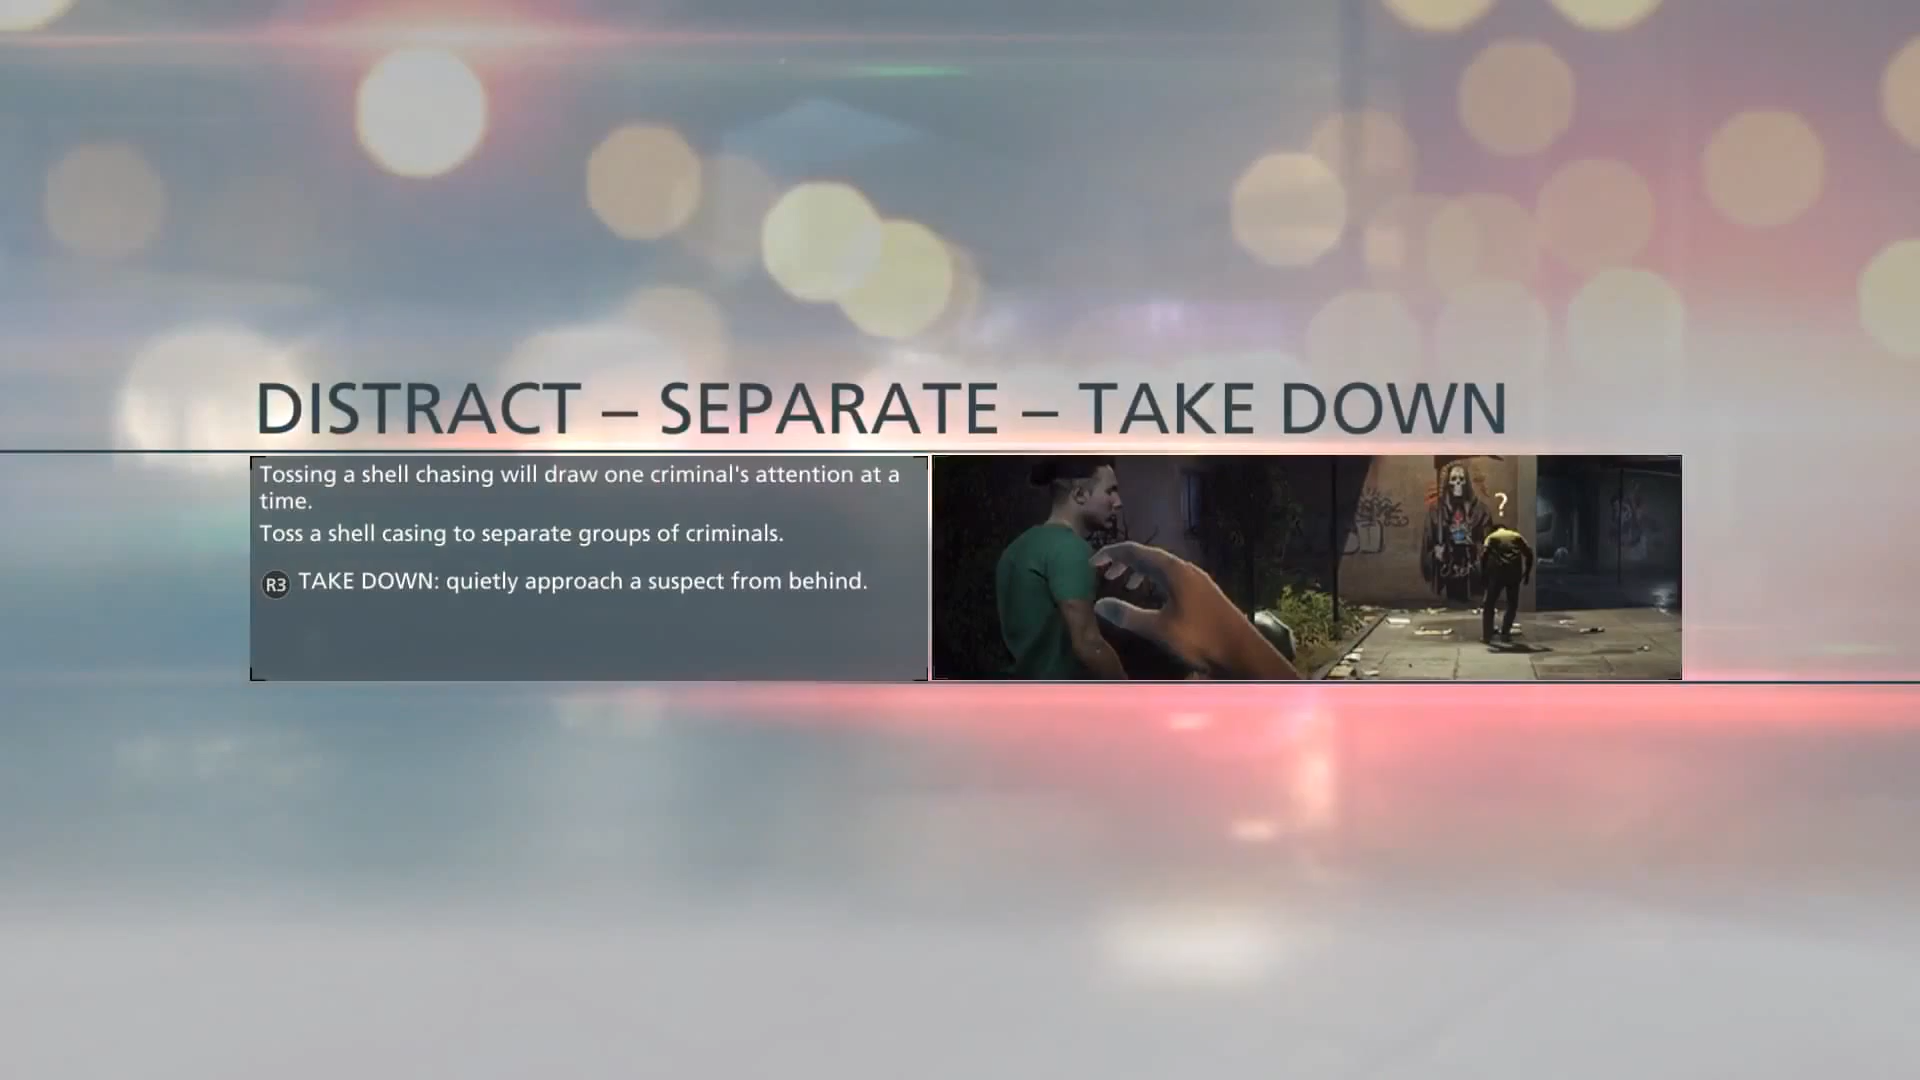 DISTRACT – SEPARATE – TAKE DOWN
Tossing a shell chasing will draw one criminal's attention at a
time.
Toss a shell casing to separate groups of criminals.
R3 TAKE DOWN: quietly approach a suspect from behind.
?